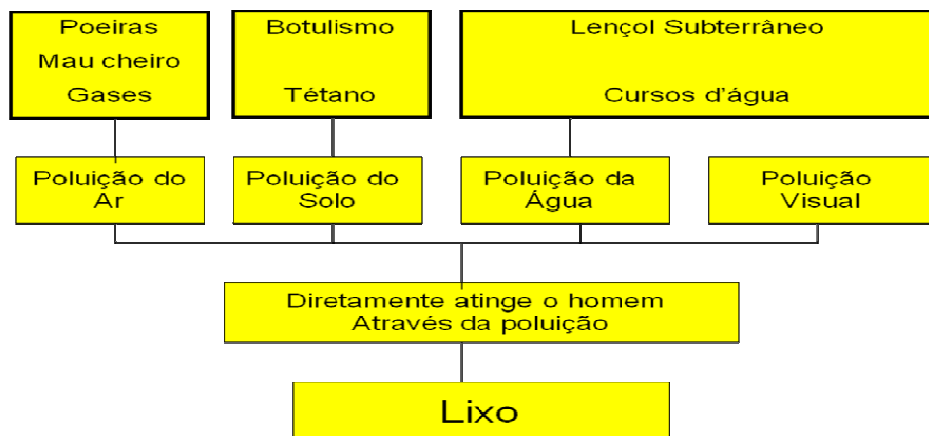 Poeiras
Mau cheiro
Gases
Botulismo
Tétano
Lençol Subterrâneo
Cursos d’água
Poluição do
Ar
Poluição do
Solo
Poluição da
Água
Poluição
Visual
Diretamente atinge o homem
Através da poluição
Lixo